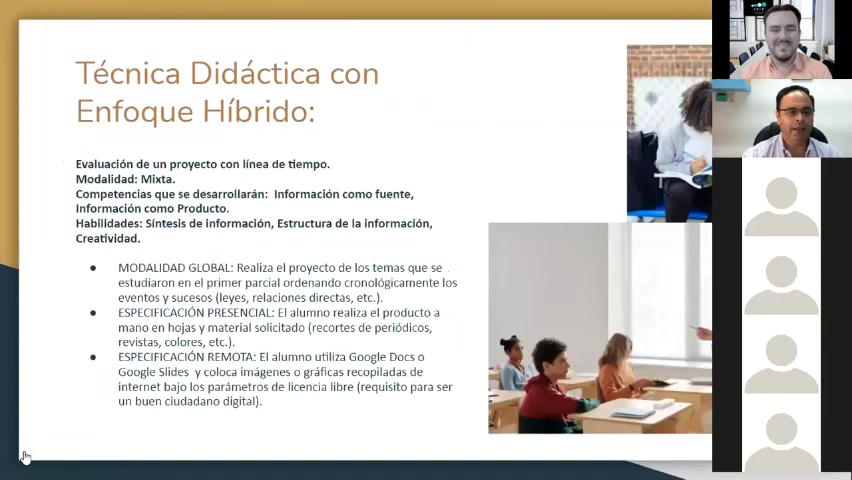 Técnica Didáctica con
Enfoque Híbrido:
Evaluación de un proyecto con línea de tiempo.
Modalidad: Mixta.
Competencias que se desarrollarán:  Información como fuente,
Información como Producto.
Habilidades: Síntesis de información, Estructura de la información,
Creatividad.
● MODALIDAD GLOBAL: Realiza el proyecto de los temas que se
estudiaron en el primer parcial ordenando cronológicamente los
eventos y sucesos (leyes, relaciones directas, etc.).
● ESPECIFICACIÓN PRESENCIAL: El alumno realiza el producto a
mano en hojas y material solicitado (recortes de periódicos,
revistas, colores, etc.).
● ESPECIFICACIÓN REMOTA: El alumno utiliza Google Docs o
Google Slides  y coloca imágenes o gráficas recopiladas de
internet bajo los parámetros de licencia libre (requisito para ser
un buen ciudadano digital).